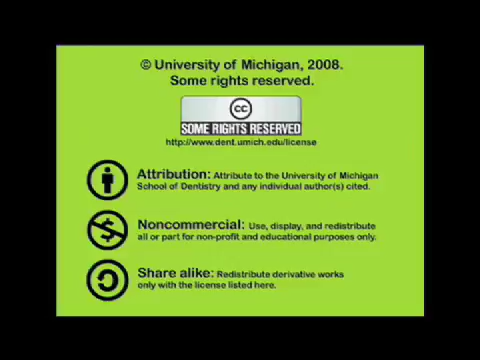 © University of Michigan, 2008.
Some rights reserved.
cc
SOME RIGHTS RESERVED
http://www.dent.umich.edu/license
Attribution: Attribute to the University of Michigan
School of Dentistry and any individual author(s) cited.
Noncommercial: Use, display, and redistribute
all or part for non-profit and educational purposes only.
Share alike: Redistribute derivative works
only with the license listed here.